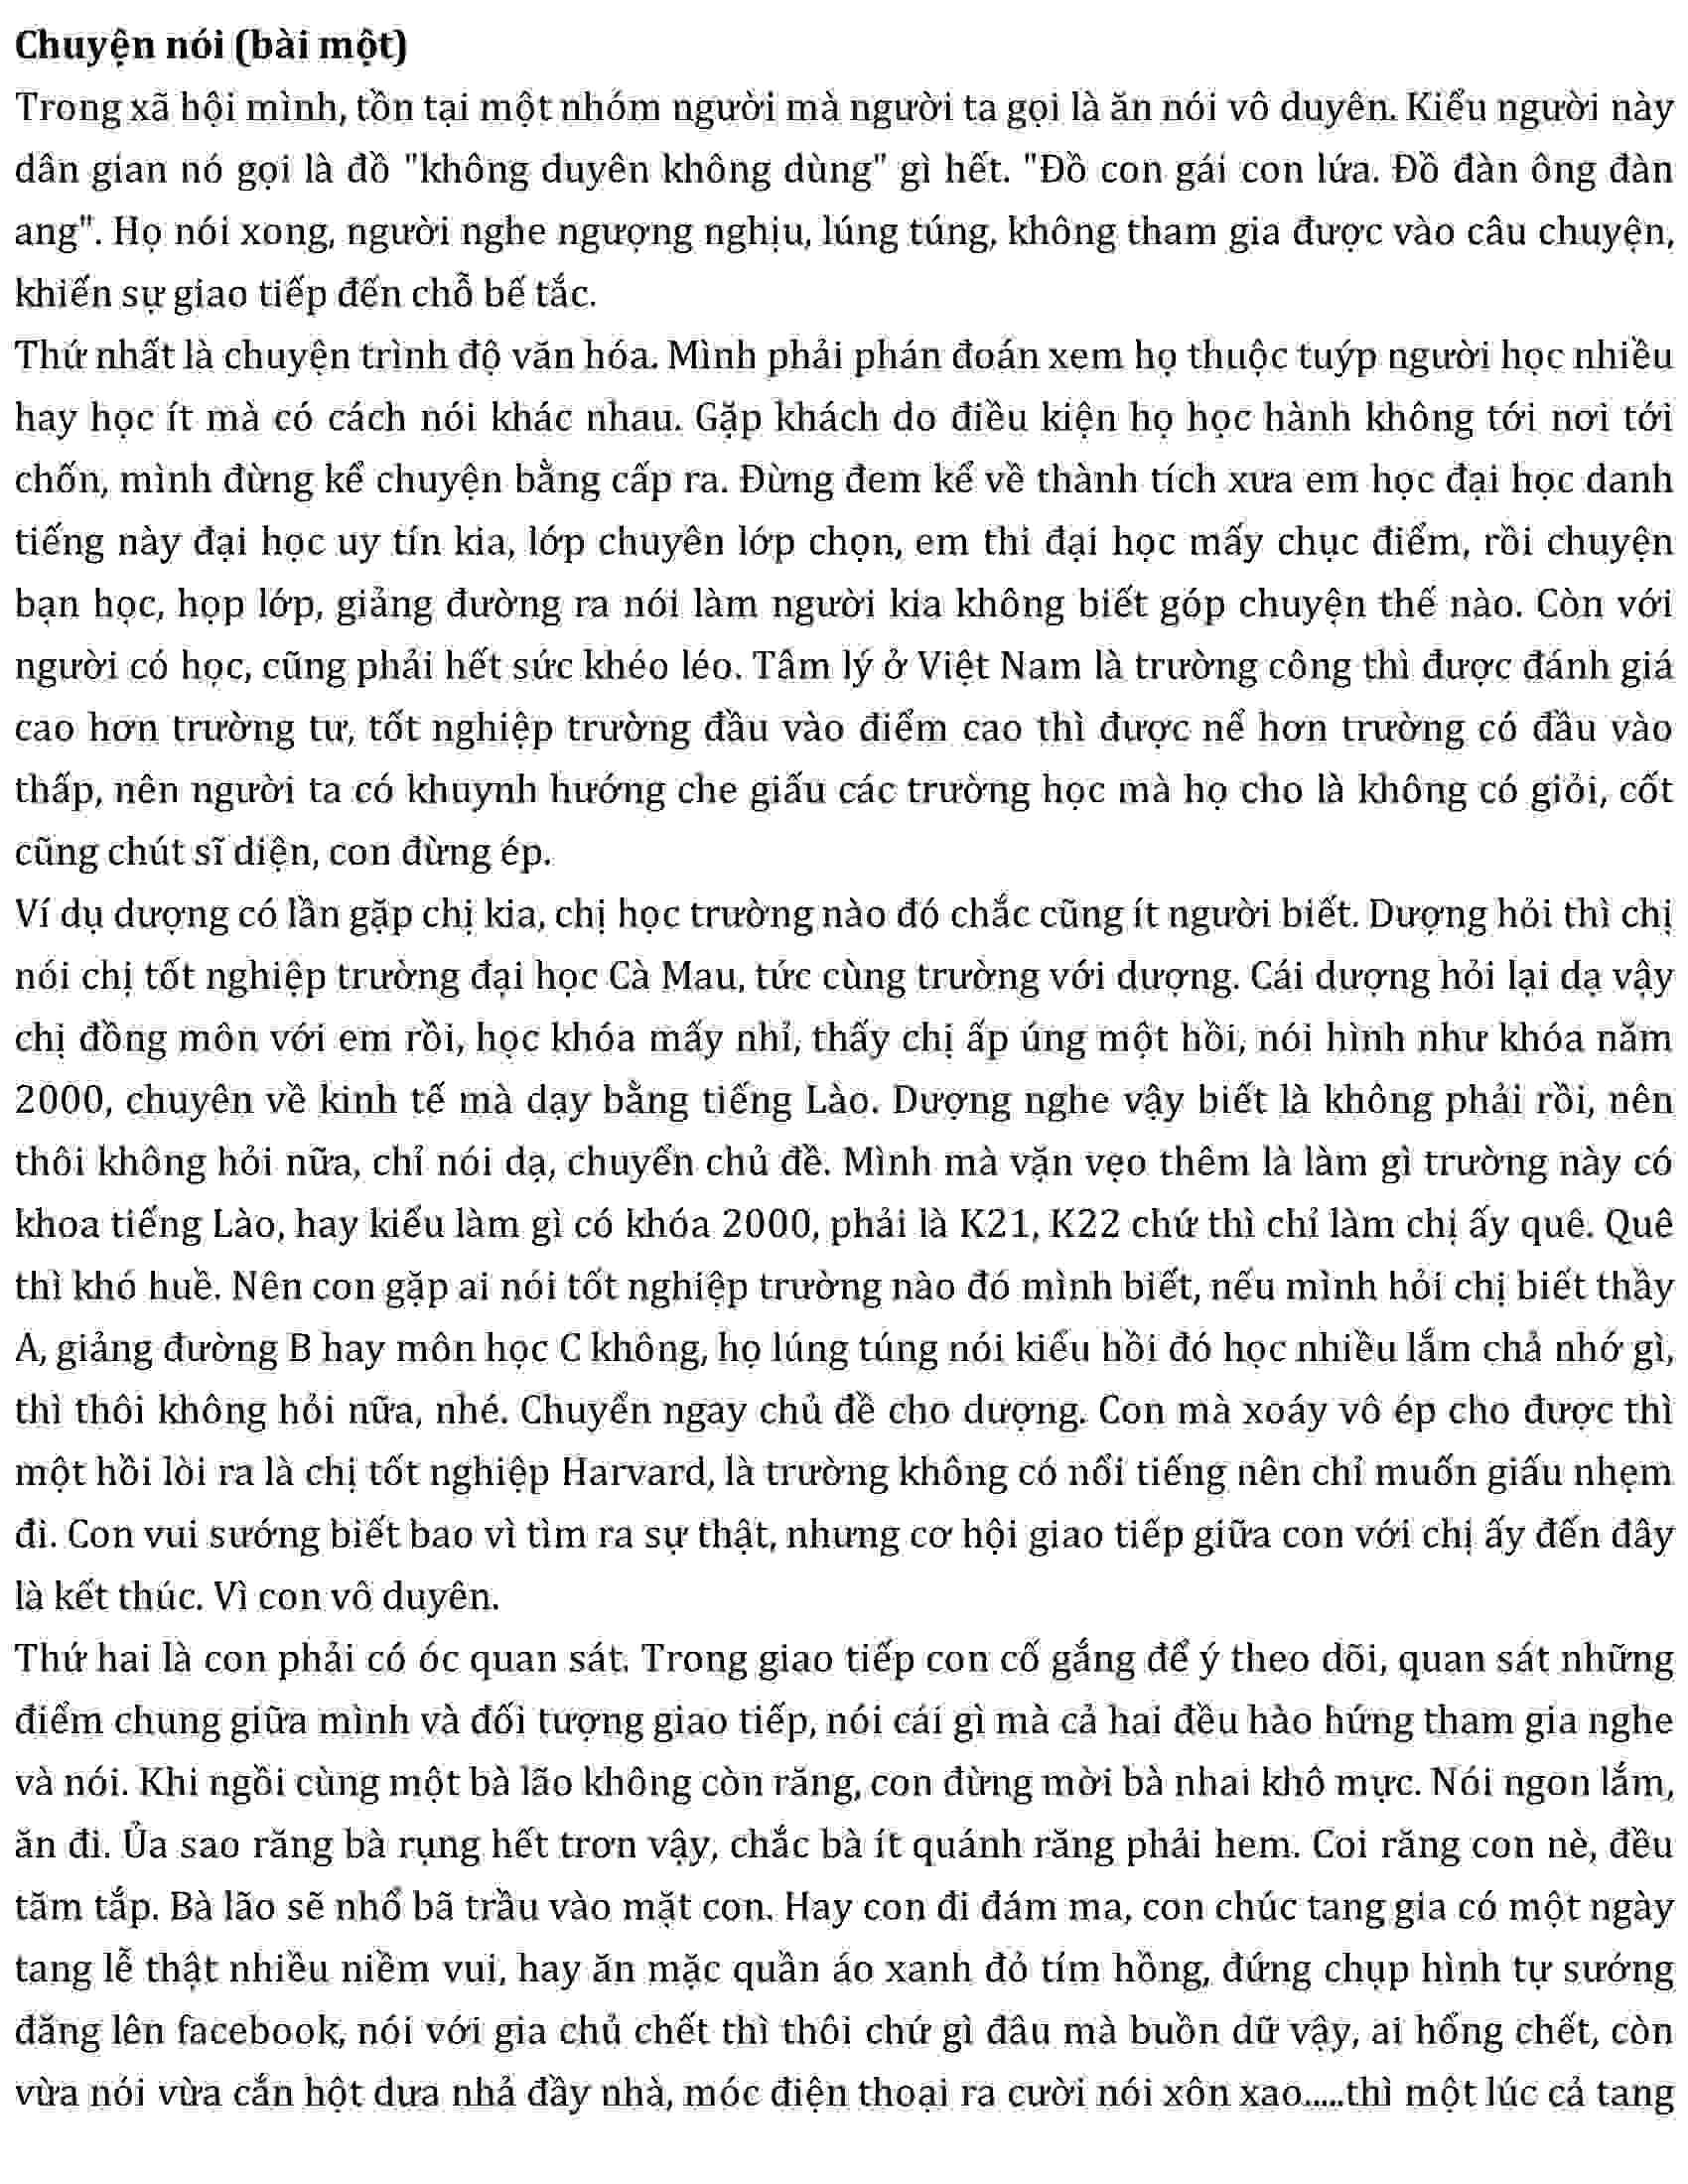 Chuyện nói (bài một)
Trong xã hội mình, tồn tại một nhóm người mà người ta gọi là ăn nói vô duyên. Kiểu người này
dân gian nó gọi là đồ "không duyên không dùng" gì hết. "Đồ con gái con lứa. Đồ đàn ông đàn
ang". Họ nói xong, người nghe ngượng nghịu, lúng túng, không tham gia được vào câu chuyện,
khiến sự giao tiếp đến chỗ bế tắc.
Thứ nhất là chuyện trình độ văn hóa. Mình phải phán đoán xem họ thuộc tuýp người học nhiều
hay học ít mà có cách nói khác nhau. Gặp khách do điều kiện họ học hành không tới nơi tới
chốn, mình đừng kể chuyện bằng cấp ra. Đừng đem kể về thành tích xưa em học đại học danh
tiếng này đại học uy tín kia, lớp chuyên lớp chọn, em thi đại học mấy chục điểm, rồi chuyện
bạn học, họp lớp, giảng đường ra nói làm người kia không biết góp chuyện thế nào. Còn với
người có học, cũng phải hết sức khéo léo. Tâm lý ở Việt Nam là trường công thì được đánh giá
cao hơn trường tư, tốt nghiệp trường đầu vào điểm cao thì được nể hơn trường có đầu vào
thấp, nên người ta có khuynh hướng che giấu các trường học mà họ cho là không có giỏi, cốt
cũng chút sĩ diện, con đừng ép.
Ví dụ dượng có lần gặp chị kia, chị học trường nào đó chắc cũng ít người biết. Dượng hỏi thì chị
nói chị tốt nghiệp trường đại học Cà Mau, tức cùng trường với dượng. Cái dượng hỏi lại dạ vậy
chị đồng môn với em rồi, học khóa mấy nhỉ, thấy chị ấp úng một hồi, nói hình như khóa năm
2000, chuyên về kinh tế mà dạy bằng tiếng Lào. Dượng nghe vậy biết là không phải rồi, nên
thôi không hỏi nữa, chỉ nói dạ, chuyển chủ đề. Mình mà vặn vẹo thêm là làm gì trường này có
khoa tiếng Lào, hay kiểu làm gì có khóa 2000, phải là K21, K22 chứ thì chỉ làm chị ấy quê. Quê
thì khó huề. Nên con gặp ai nói tốt nghiệp trường nào đó mình biết, nếu mình hỏi chị biết thầy
A, giảng đường B hay môn học C không, họ lúng túng nói kiểu hồi đó học nhiều lắm chả nhớ gì,
thì thôi không hỏi nữa, nhé. Chuyển ngay chủ đề cho dượng. Con mà xoáy vô ép cho được thì
một hồi lòi ra là chị tốt nghiệp Harvard, là trường không có nổi tiếng nên chỉ muốn giấu nhẹm
đi. Con vui sướng biết bao vì tìm ra sự thật, nhưng cơ hội giao tiếp giữa con với chị ấy đến đây
là kết thúc. Vì con vô duyên.
Thứ hai là con phải có óc quan sát. Trong giao tiếp con cố gắng để ý theo dõi, quan sát những
điểm chung giữa mình và đối tượng giao tiếp, nói cái gì mà cả hai đều hào hứng tham gia nghe
và nói. Khi ngồi cùng một bà lão không còn răng, con đừng mời bà nhai khô mực. Nói ngon lắm,
ăn đi. Ủa sao răng bà rụng hết trơn vậy, chắc bà ít quánh răng phải hem. Coi răng con nè, đều
tăm tắp. Bà lão sẽ nhổ bã trầu vào mặt con. Hay con đi đám ma, con chúc tang gia có một ngày
tang lễ thật nhiều niềm vui, hay ăn mặc quần áo xanh đỏ tím hồng, đứng chụp hình tự sướng
đăng lên facebook, nói với gia chủ chết thì thôi chứ gì đâu mà buồn dữ vậy, ai hổng chết, còn
vừa nói vừa cắn hột dưa nhả đầy nhà, móc điện thoại ra cười nói xôn xao.....thì một lúc cả tang